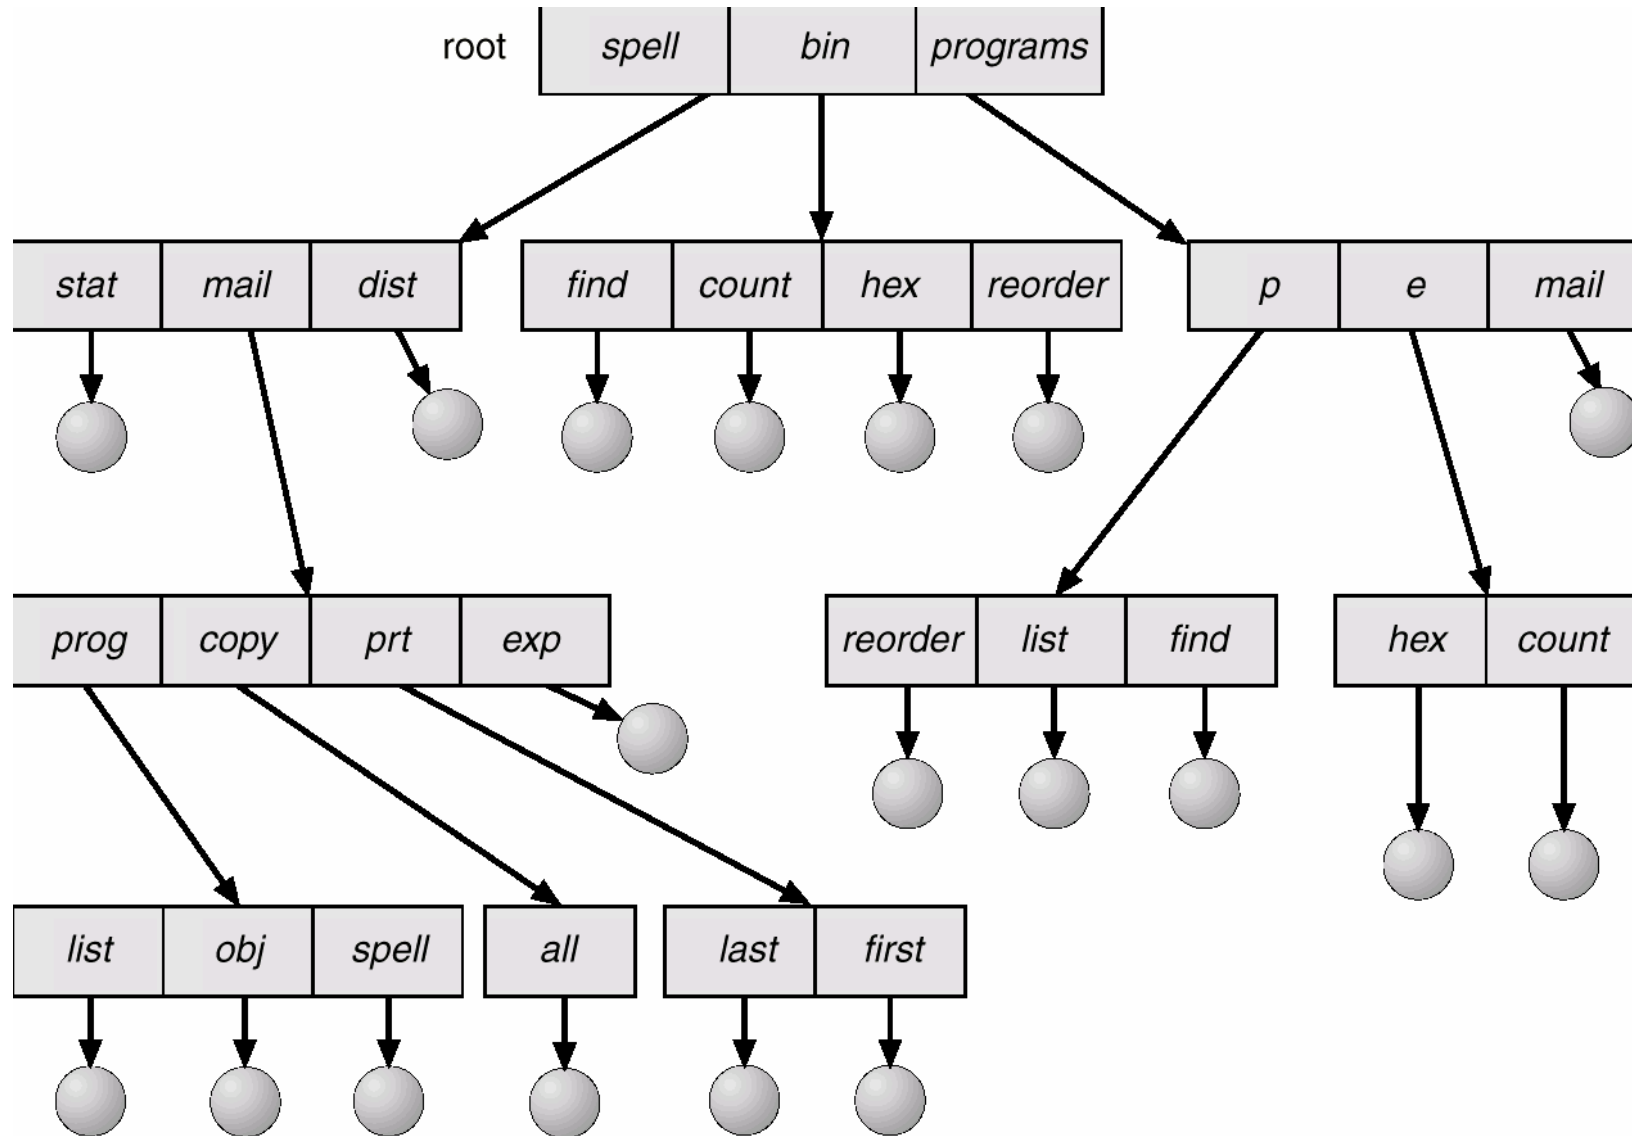 root spell bin programs
stat mail dist find count hex reorder p e mail
prog copy prt exp reorder list find hex count
list obj spell all last first